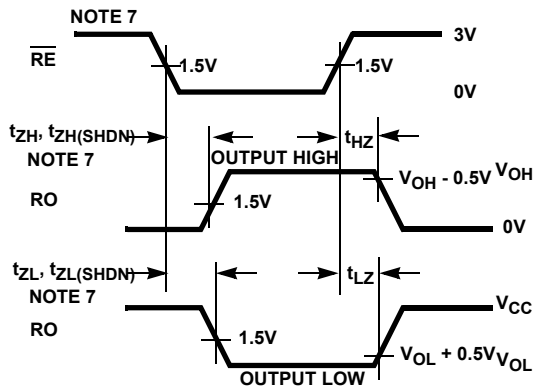 NOTE 7
3V
RE
1.5V
1.5V
0V
tZH, tZH(SHDN)
tHZ
NOTE 7
OUTPUT HIGH
VOH - 0.5V
VOH
RO
1.5V
0V
tZL, tZL(SHDN)
tLZ
NOTE 7
VCC
RO
1.5V
VOL + 0.5V
VOL
OUTPUT LOW